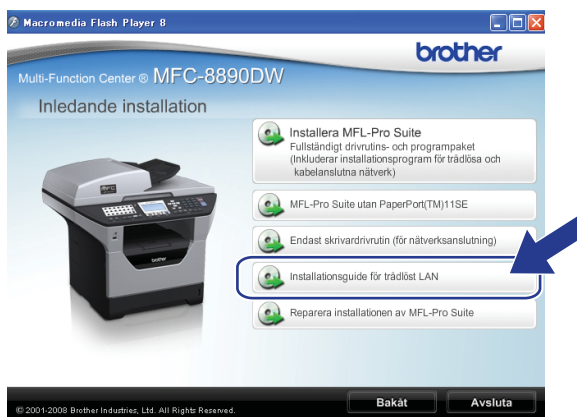 Macromedia Flash Player 8
brother
Multi-Function Center ® MFC-8890DW
Inledande installation
Installera MFL-Pro Suite
Fullständigt drivrutins- och programpaket
(Inkluderar installationsprogram för trådlösa och
kabelanslutna nätverk)
MFL-Pro Suite utan PaperPort(TM)11SE
Endast skrivardrivrutin (för nätverksanslutning)
Installationsguide för trådlöst LAN
Reparera installationen av MFL-Pro Suite
brother
© 2001-2008 Brother Industries, Ltd. All Rights Reserved.
Bakåt
Avsluta